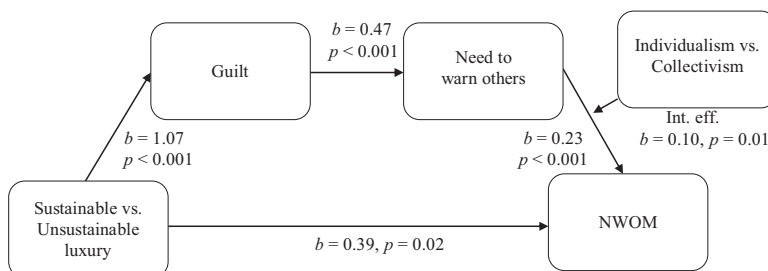 b = 0.47
p < 0.001
Guilt
Need to
warn others
Individualism vs.
Collectivism
Int. eff.
b = 0.10, p = 0.01
b = 1.07
p < 0.001
b = 0.23
p < 0.001
Sustainable vs.
Unsustainable
luxury
NWOM
b = 0.39, p = 0.02